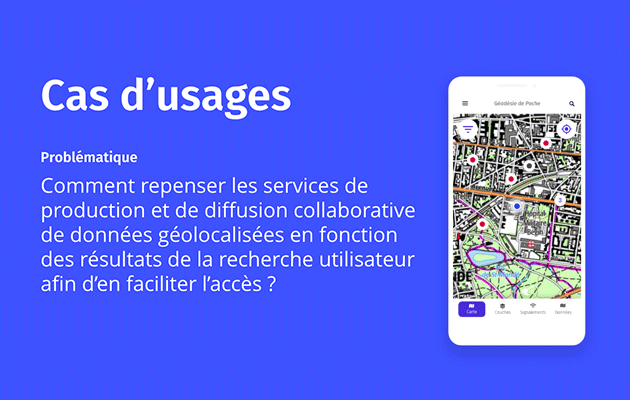 Cas d’usages
Problématique
Comment repenser les services de
production et de diffusion collaborative
de données géolocalisées en fonction
des résultats de la recherche utilisateur
afin d’en faciliter l’accès ?
Géodésie de Poche
Carte
Couches
Signalements
Données